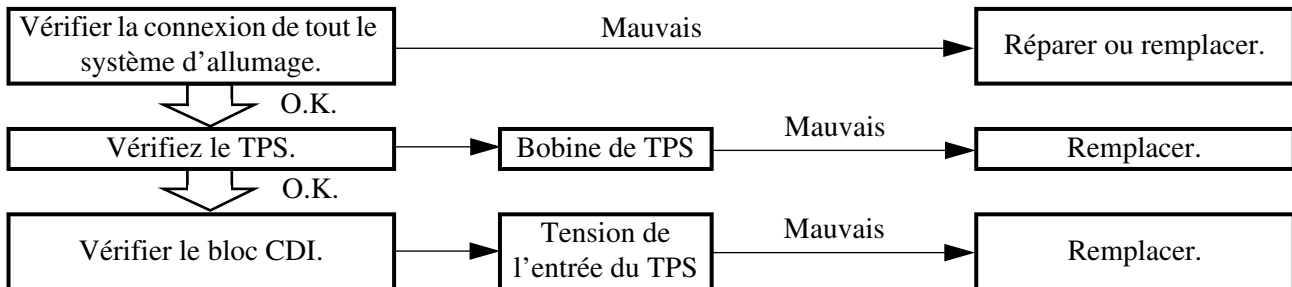 Vérifier la connexion de tout le
système d'allumage.
Mauvais
Réparer ou remplacer.
O.K.
Vérifiez le TPS.
Bobine de TPS
Mauvais
Remplacer.
O.K.
Vérifier le bloc CDI.
Tension de
l'entrée du TPS
Mauvais
Remplacer.